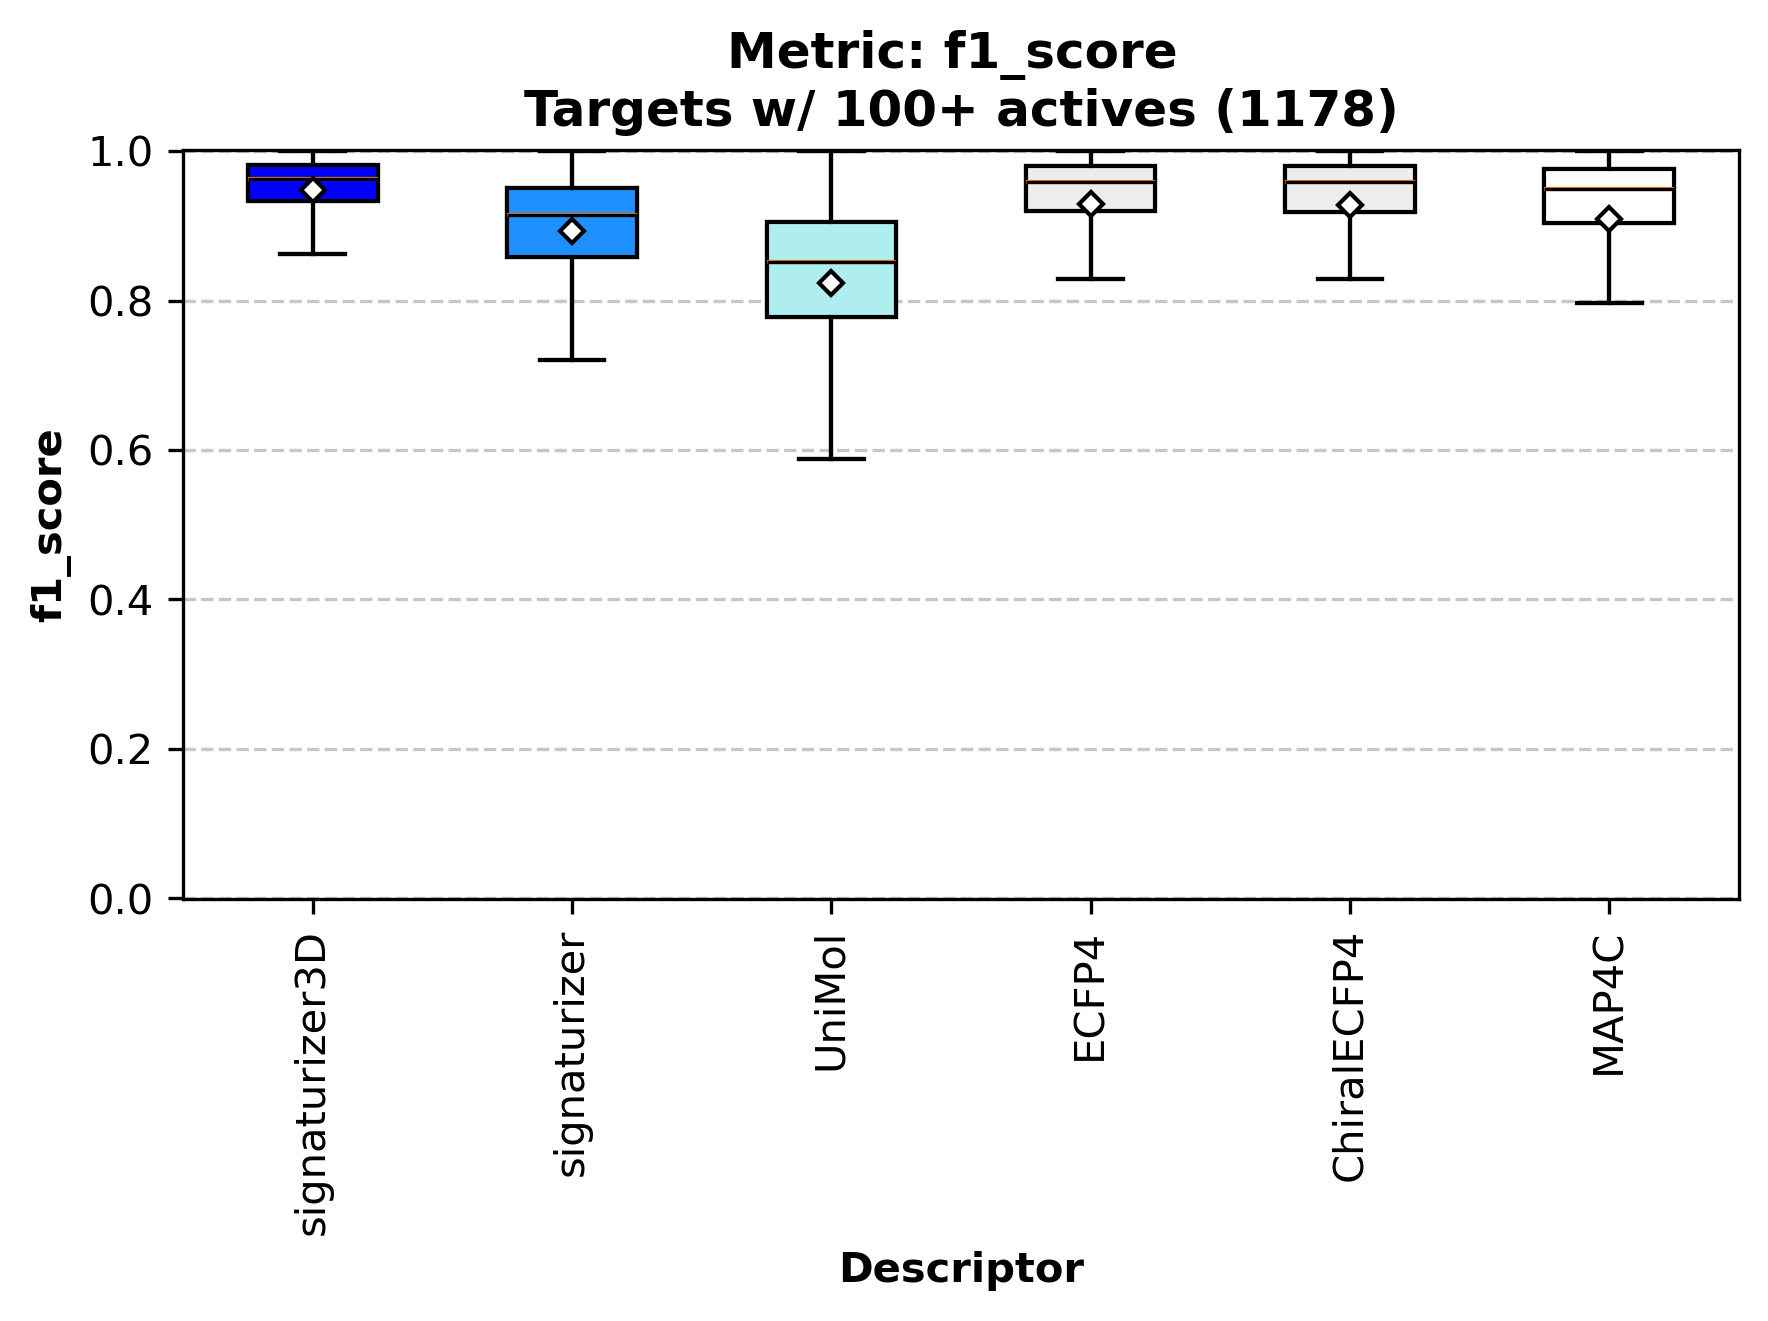 Metric: f1_score
Targets w/ 100+ actives (1178)
f1_score
1.0
0.8
0.6
0.4
0.2
0.0
signaturizer3D
signaturizer
UniMol
ECFP4
ChiralECFP4
MAP4C
Descriptor